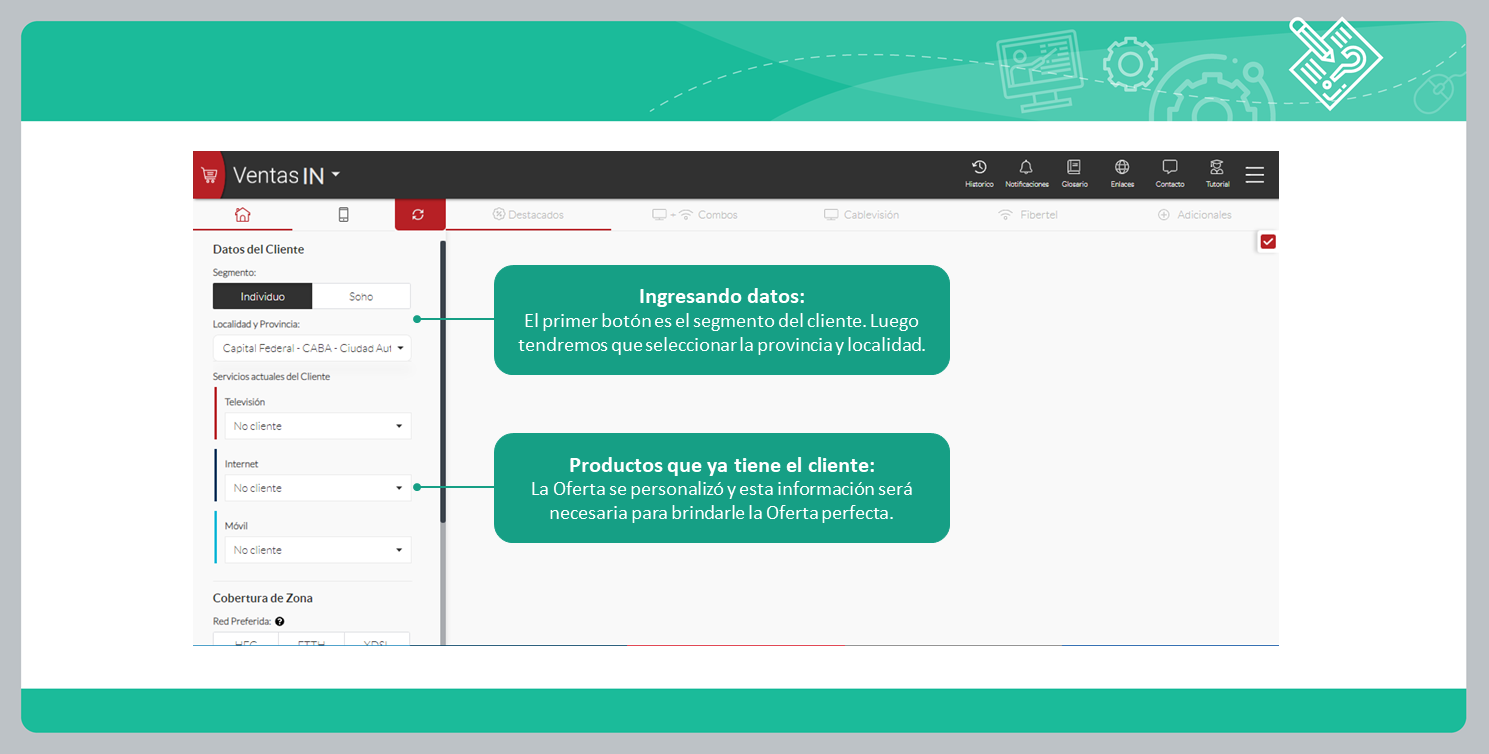 Ventas IN
Historico
Notificaciones
Glosario
Enlaces
Contacto
Tutorial
Destacados
Combos
Cablevisión
Fibertel
Adicionales
Datos del Cliente
Segmento:
Individuo
Soho
Localidad y Provincia:
Capital Federal - CABA - Ciudad Aut
Servicios actuales del Cliente
Televisión
No cliente
Internet
No cliente
Móvil
No cliente
Cobertura de Zona
Red Preferida:
HFC
FTTH
XDSL
Ingresando datos:
El primer botón es el segmento del cliente. Luego
tendremos que seleccionar la provincia y localidad.
Productos que ya tiene el cliente:
La Oferta se personalizó y esta información será
necesaria para brindarle la Oferta perfecta.